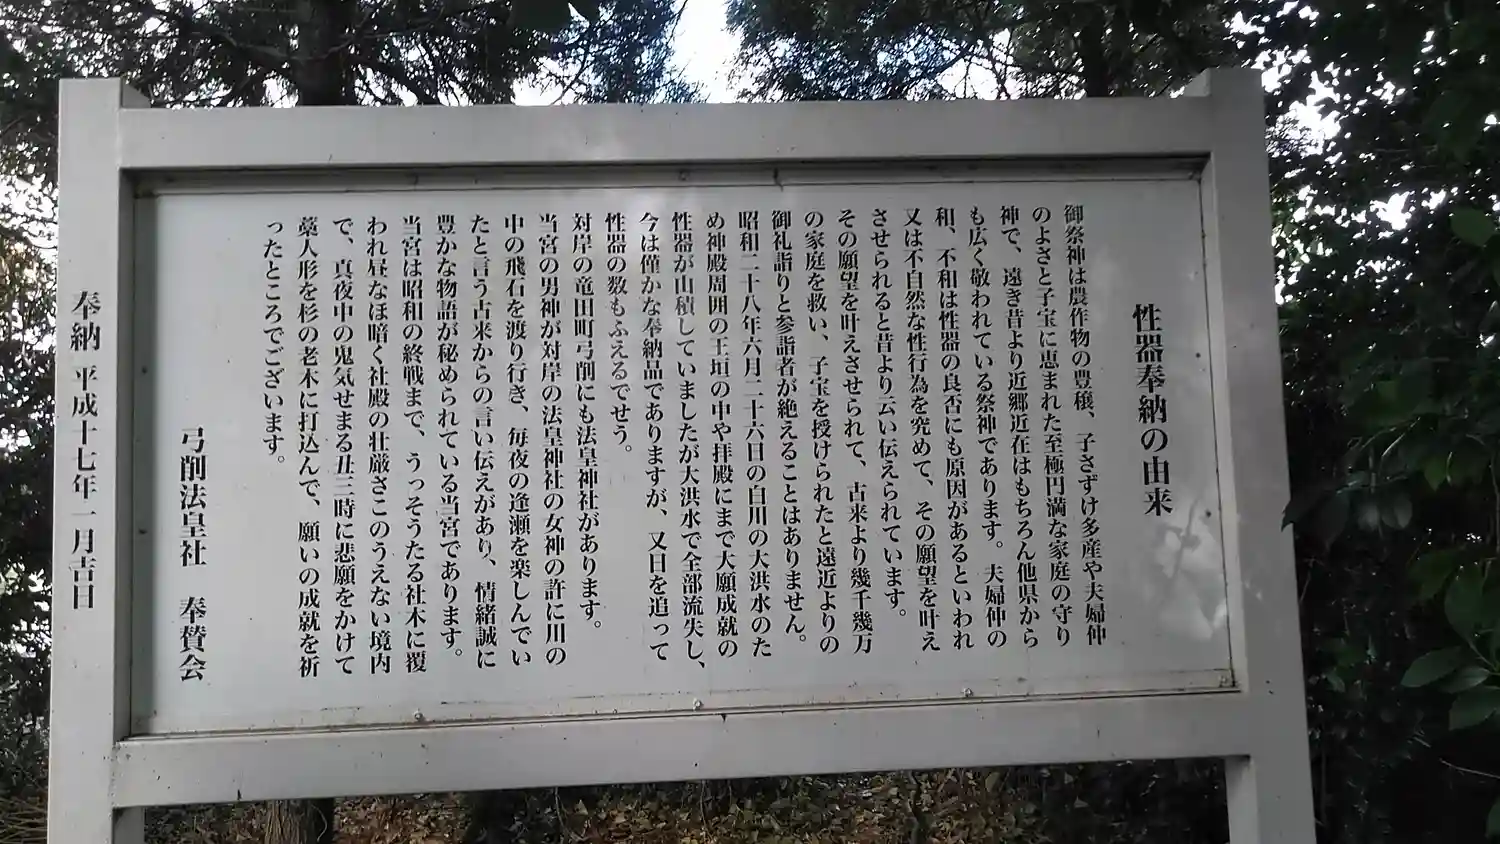 性器奉納の由来
御祭神は農作物の豊穣、子さずけ多産や夫婦仲
のよさと子宝に恵まれた至極円満な家庭の守り
神で、遠き昔より近郷近在はもちろん他県から
も広く敬われている祭神であります。夫婦仲の
和、不和は性器の良否にも原因があるといわれ
又は不自然な性行為を究めて、その願望を叶え
させられると昔より云い伝えられています。
その願望を叶えさせられて、古来より幾千幾万
の家庭を救い、子宝を授けられたと遠近よりの
御礼詣りと参詣者が絶えることはありません。
昭和二十八年六月二十六日の白川の大洪水のた
め神殿周囲の玉垣の中や拝殿にまで大願成就の
性器が山積していましたが大洪水で全部流失し、
今は僅かな奉納品でありますが、又日を追って
性器の数もふえるでせう。
対岸の竜田町弓削にも法皇神社があります。
当宮の男神が対岸の法皇神社の女神の許に川の
中の飛石を渡り行き、毎夜の逢瀬を楽しんでい
たと言う古来からの言い伝えがあり、情緒誠に
豊かな物語が秘められている当宮であります。
当宮は昭和の終戦まで、うっそうたる社木に覆
われ昼なほ暗く社殿の壮厳さこのうえない境内
で、真夜中の鬼気せまる丑三時に悲願をかけて
藁人形を杉の老木に打込んで、願いの成就を祈
ったところでございます。
弓削法皇社 奉賛会
奉納 平成十七年一月吉日